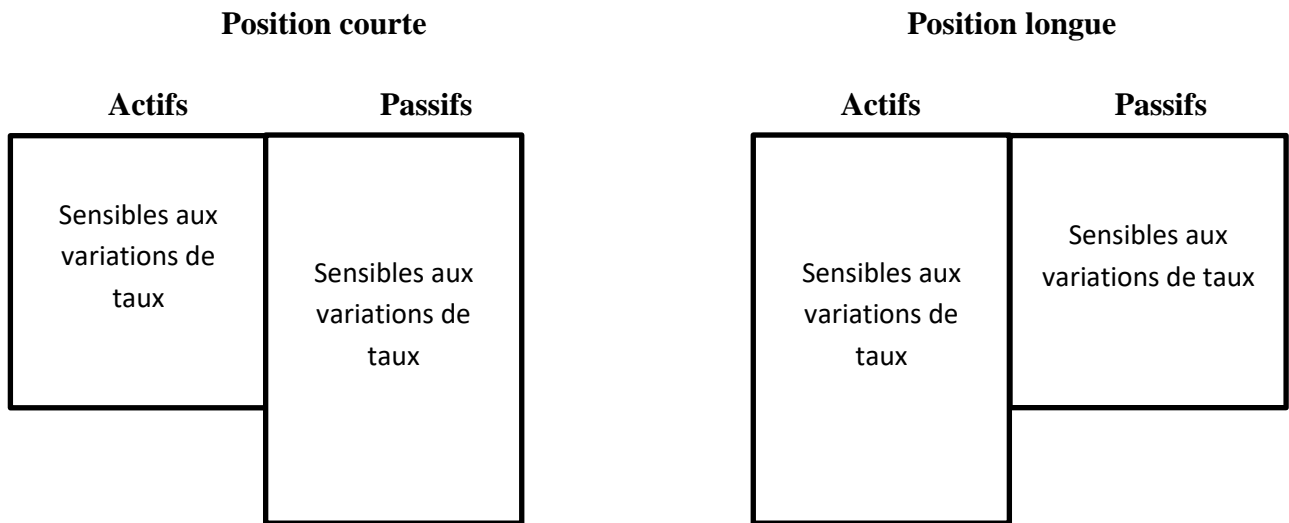 Position courte
Position longue
Actifs
Passifs
Actifs
Passifs
Sensibles aux
variations de
taux
Sensibles aux
variations de
taux
Sensibles aux
variations de
taux
Sensibles aux
variations de taux